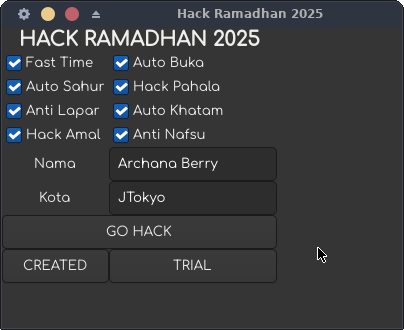 Hack Ramadhan 2025
HACK RAMADHAN 2025
Fast Time Auto Buka
Auto Sahur Hack Pahala
Anti Lapar Auto Khatam
Hack Amal Anti Nafsu
Nama Archana Berry
Kota JTokyo
GO HACK
CREATED TRIAL